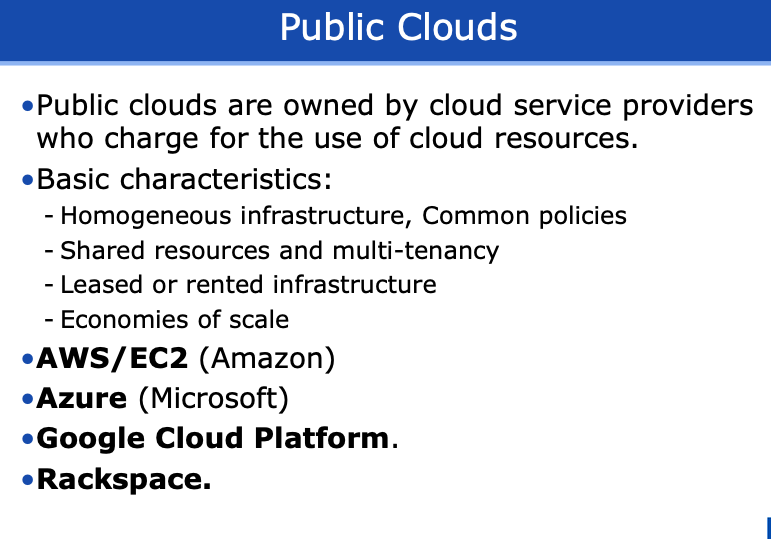 Public Clouds
•Public clouds are owned by cloud service providers
who charge for the use of cloud resources.
•Basic characteristics:
- Homogeneous infrastructure, Common policies
- Shared resources and multi-tenancy
- Leased or rented infrastructure
- Economies of scale
•AWS/EC2 (Amazon)
•Azure (Microsoft)
•Google Cloud Platform.
•Rackspace.